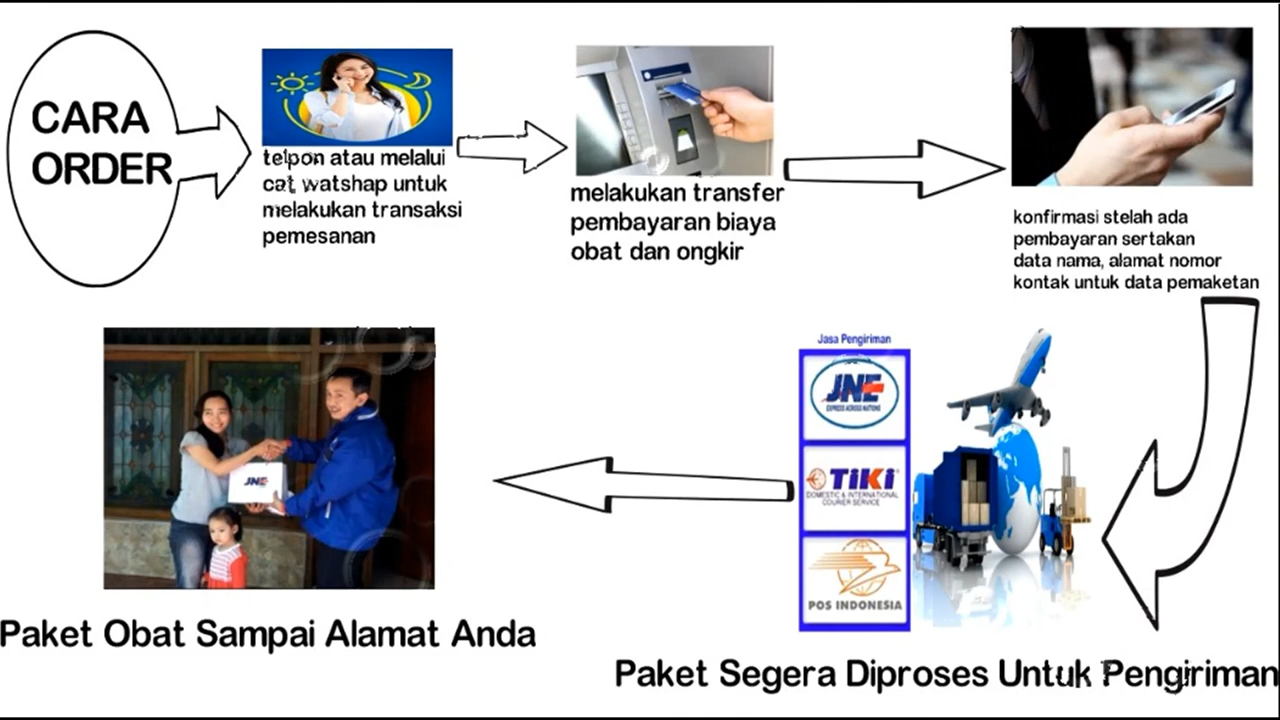 CARA
ORDER
telpon atau melalui
cat watshap untuk
melakukan transaksi
pemesanan
melakukan transfer
pembayaran biaya
obat dan ongkir
konfirmasi stelah ada
pembayaran sertakan
data nama, alamat nomor
kontak untuk data pemaketan
Jasa Pengiriman
JNE
EXPRESS ACROSS NATIONS
TIKI
DOMESTIC & INTERNATIONAL
COURIER SERVICE
POS INDONESIA
Paket Segera Diproses Untuk Pengiriman
JNE
Paket Obat Sampai Alamat Anda